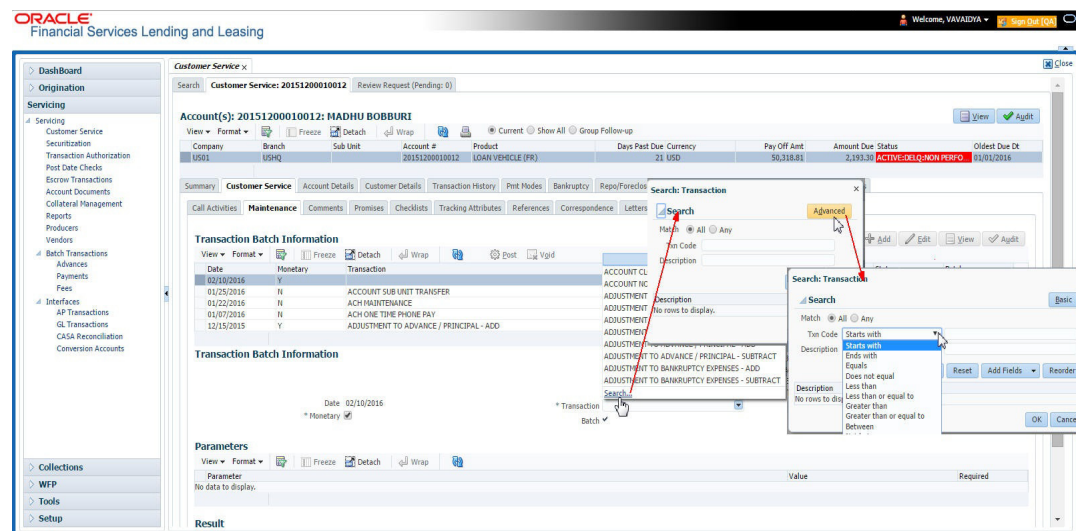 ORACLE
Financial Services Lending and Leasing
Welcome, VAVAIDYA
Sign Out [QA]
Close
DashBoard
Origination
Servicing
Servicing
Customer Service
Securitization
Transaction Authorization
Post Date Checks
Escrow Transactions
Account Documents
Collateral Management
Reports
Producers
Vendors
Batch Transactions
Advances
Payments
Fees
Interfaces
AP Transactions
GL Transactions
CASA Reconciliation
Conversion Accounts
Collections
WFP
Tools
Setup
Customer Service x
Search Customer Service: 20151200010012 Review Request (Pending: 0)
Account(s): 20151200010012: MADHU BOBBURI
View Audit
View Format Freeze Detach Wrap Current Show All Group Follow-up
Company Branch Sub Unit Account # Product Days Past Due Currency Pay Off Amt Amount Due Status Oldest Due Dt
US01 USHQ 20151200010012 LOAN VEHICLE (FR) 21 USD 50,318.81 2,193.30 ACTIVE:DELQ:NON PERFO... 01/01/2016
Summary Customer Service Account Details Customer Details Transaction History Pmt Modes Bankruptcy Repo/Foreclos
Call Activities Maintenance Comments Promises Checklists Tracking Attributes References Correspondence Letters
Transaction Batch Information
Add Edit View Audit
View Format Freeze Detach Wrap Post Void
Date Monetary Transaction
02/10/2016 Y
01/25/2016 N ACCOUNT SUB UNIT TRANSFER
01/22/2016 N ACH MAINTENANCE
01/07/2016 N ACH ONE TIME PHONE PAY
12/15/2015 Y ADJUSTMENT TO ADVANCE / PRINCIPAL - ADD
Transaction Batch Information
Date 02/10/2016
* Monetary
* Transaction
Batch
ACCOUNT CL
ACCOUNT NO
ADJUSTMENT
ADJUSTMENT
ADJUSTMENT
ADJUSTMENT
ADJUSTMENT TO ADVANCE / PRINCIPAL - ADD
ADJUSTMENT TO ADVANCE / PRINCIPAL - SUBTRACT
ADJUSTMENT TO BANKRUPTCY EXPENSES - ADD
ADJUSTMENT TO BANKRUPTCY EXPENSES - SUBTRACT
Search...
Search: Transaction x
Search
Advanced
Match All Any
Txn Code
Description
Description
No rows to display.
Search: Transaction
Search
Basic
Match All Any
Txn Code Starts with
Description
Starts with
Ends with
Equals
Does not equal
Less than
Less than or equal to
Greater than
Greater than or equal to
Between
Reset Add Fields Reorder
Description
No rows to disp
OK Cance
Parameters
View Format Freeze Detach Wrap
Parameter Value Required
No data to display.
Result